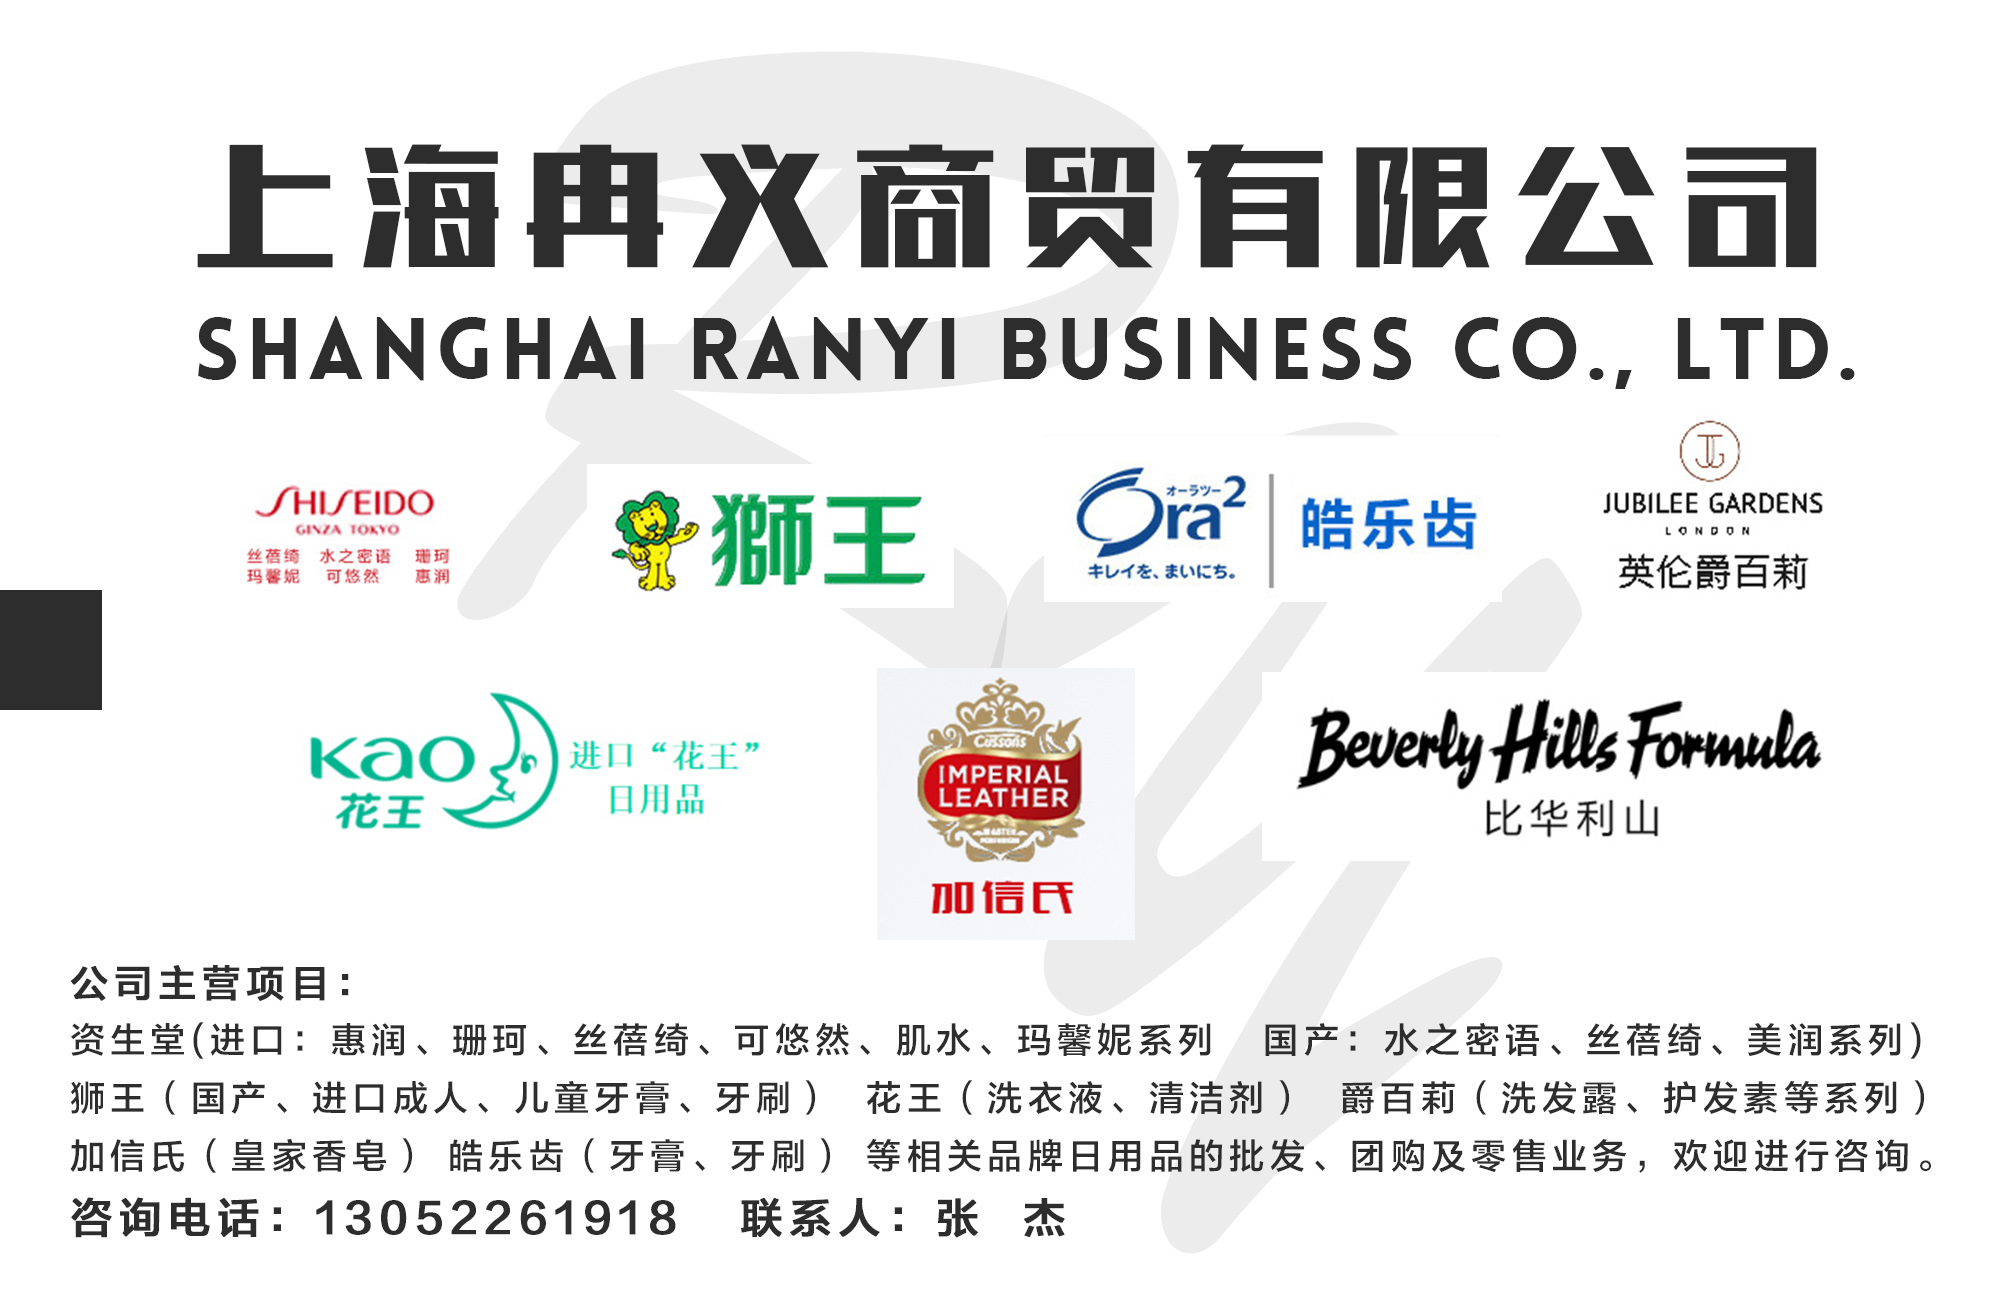 上海冉义商贸有限公司
SHANGHAI RANYI BUSINESS CO., LTD.
SHISEIDO
GINZA TOKYO
丝蓓绮 水之密语 珊珂
玛馨妮 可悠然 惠润
狮王
オーラツー
Ora2
キレイを、まいにち。
皓乐齿
JG
JUBILEE GARDENS
LONDON
英伦爵百莉
Kao
花王
进口“花王”
日用品
Cussons
IMPERIAL
LEATHER
加信氏
Beverly Hills Formula
比华利山
公司主营项目：
资生堂(进口：惠润、珊珂、丝蓓绮、可悠然、肌水、玛馨妮系列 国产：水之密语、丝蓓绮、美润系列)
狮王（国产、进口成人、儿童牙膏、牙刷） 花王（洗衣液、清洁剂） 爵百莉（洗发露、护发素等系列）
加信氏（皇家香皂） 皓乐齿（牙膏、牙刷） 等相关品牌日用品的批发、团购及零售业务，欢迎进行咨询。
咨询电话：13052261918 联系人：张 杰